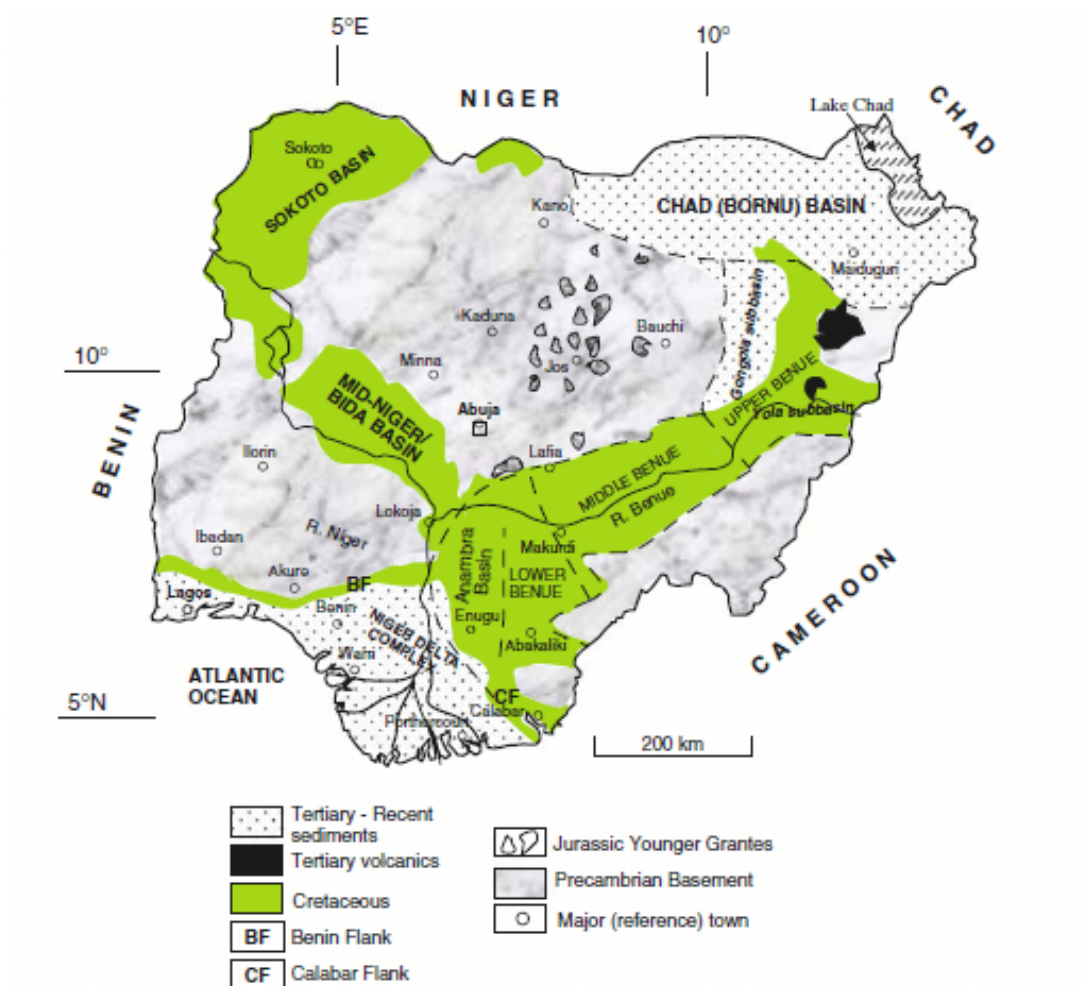 5°E
10°
NIGER
CHAD
Lake Chad
Sokoto
SOKOTO BASIN
Kano
CHAD (BORNU) BASIN
Maiduguri
Gongola subbasin
Kaduna
Bauchi
10°
Minna
Jos
MID-NIGER/
BIDA BASIN
Abuja
UPPER BENUE
Yola subbasin
BENIN
Ilorin
Lafia
MIDDLE BENUE
Lokoja
R. Benue
R. Niger
Ibadan
Makurdi
Anambra
Basin
LOWER
BENUE
Akure
BF
Lagos
Benin
Enugu
NIGER DELTA
COMPLEX
Abakaliki
CAMEROON
Warri
ATLANTIC
OCEAN
CF
5°N
Calabar
Portharcourt
200 km
Tertiary - Recent
sediments
Tertiary volcanics
Cretaceous
BF Benin Flank
CF Calabar Flank
Jurassic Younger Grantes
Precambrian Basement
Major (reference) town